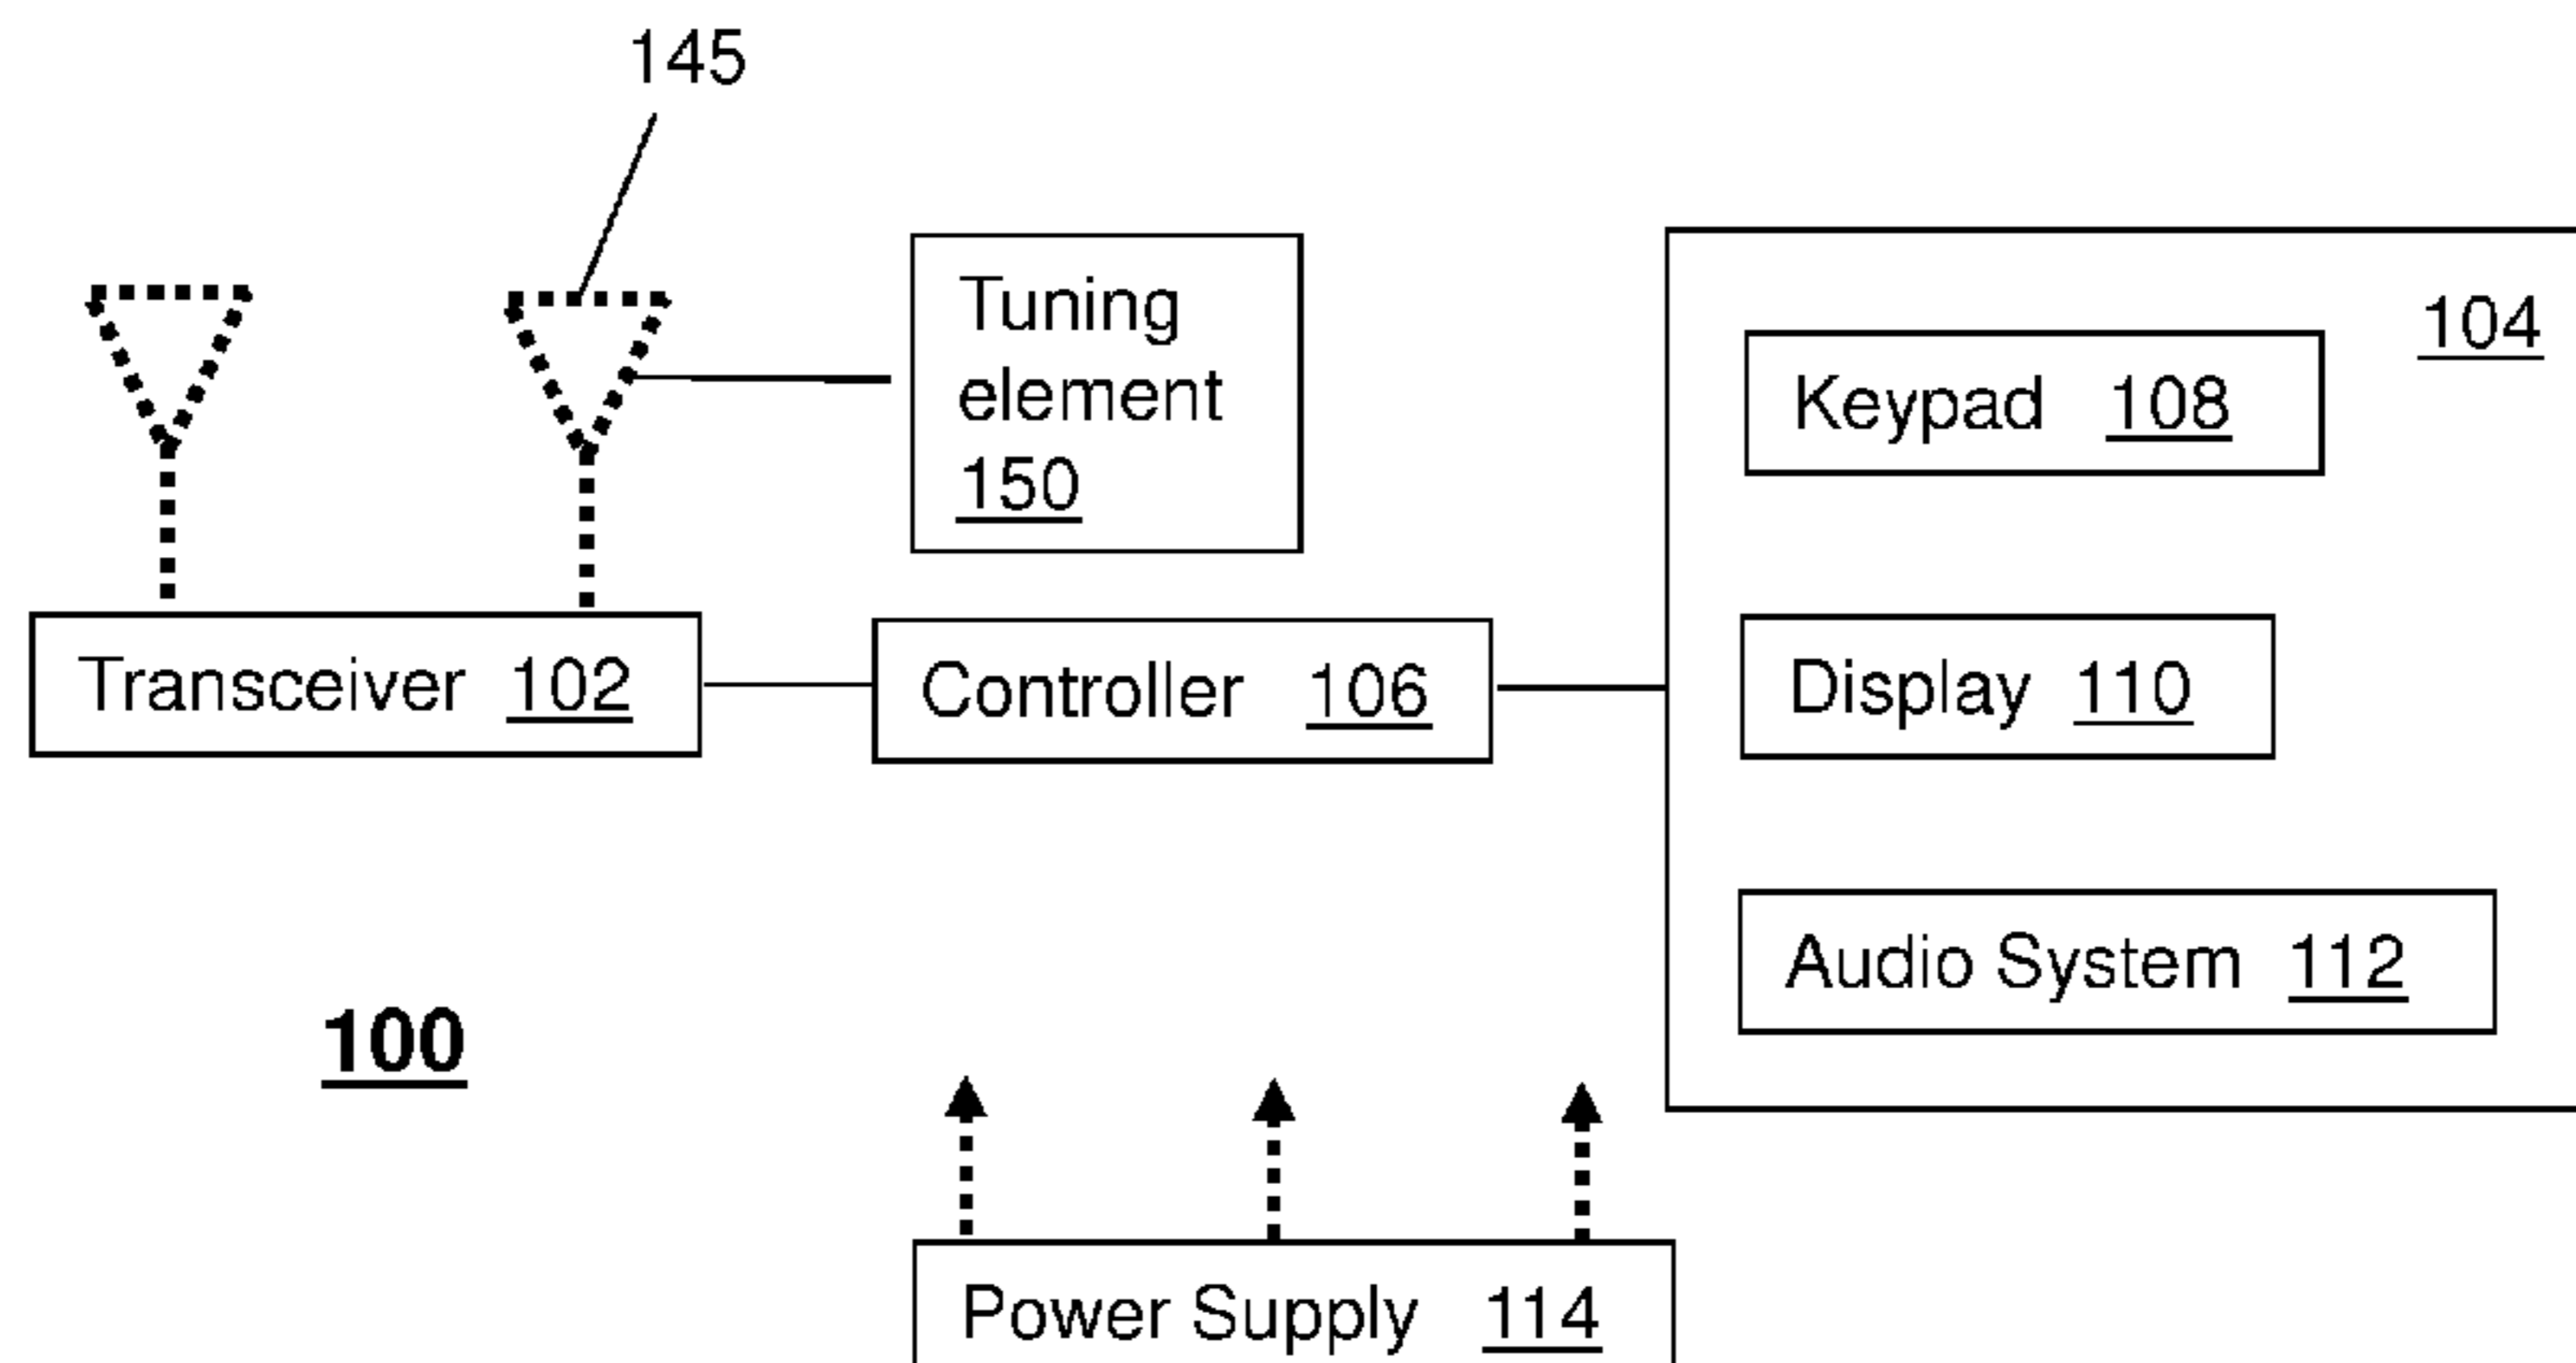 145
Tuning
element
150
104
Keypad 108
Transceiver 102
Controller 106
Display 110
Audio System 112
100
Power Supply 114